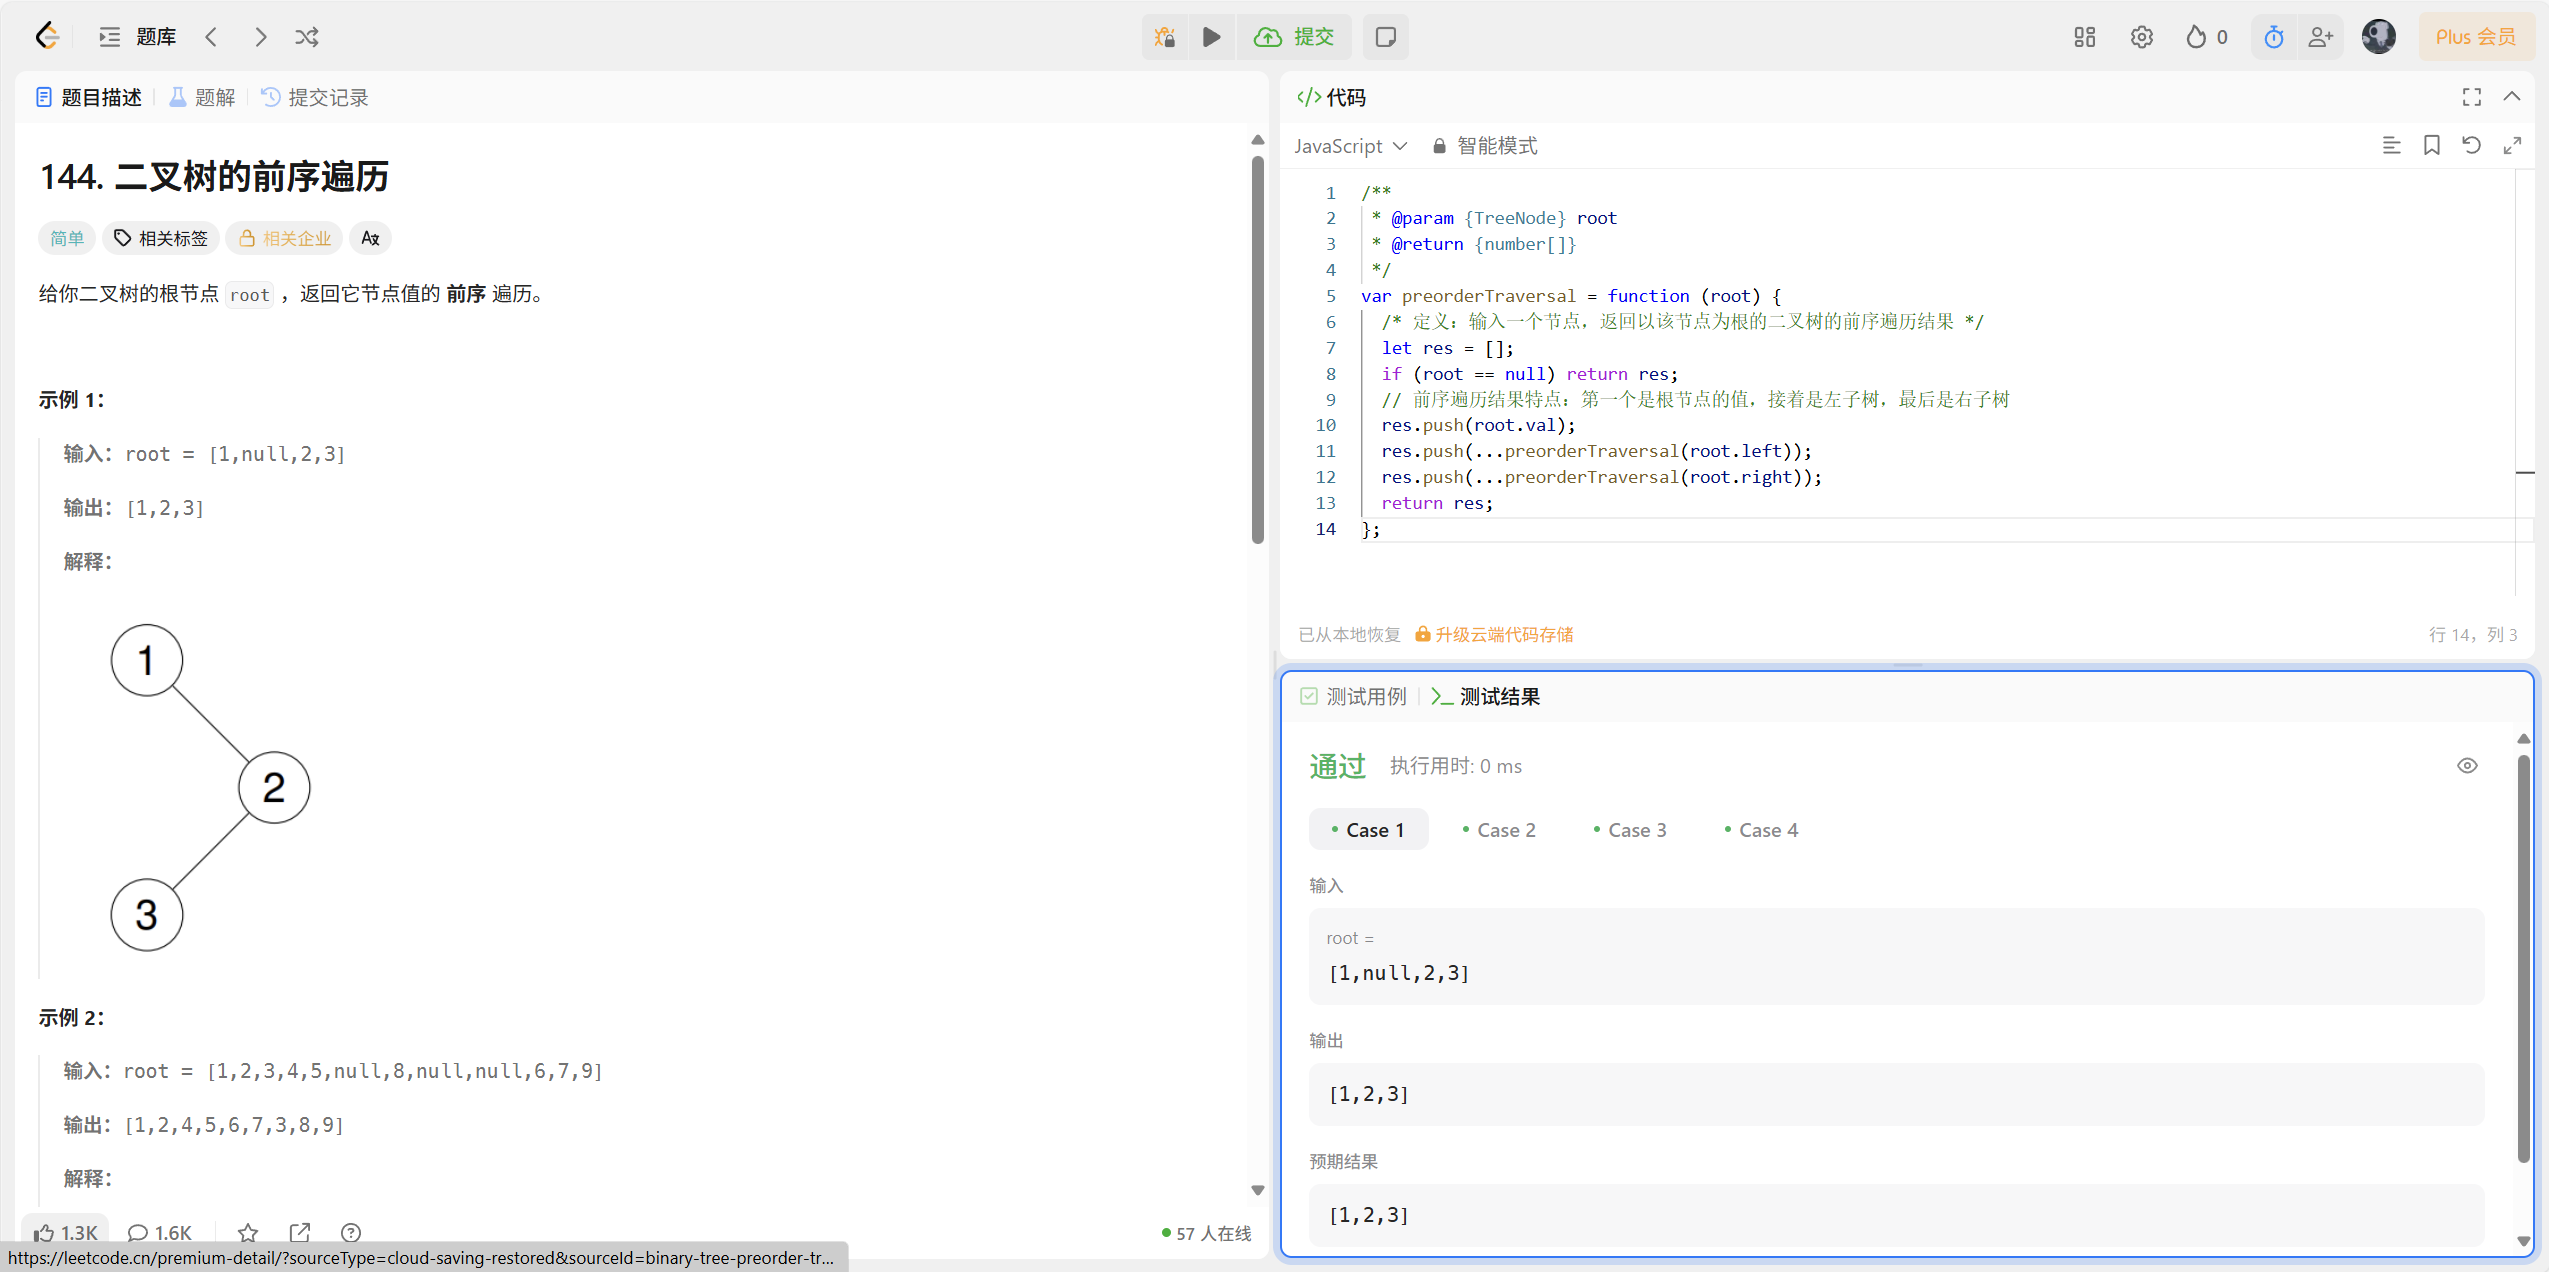 题库
提交
0
Plus 会员
题目描述
题解
提交记录
144. 二叉树的前序遍历
简单
相关标签
相关企业
给你二叉树的根节点 root ，返回它节点值的 前序 遍历。
示例 1：
输入：root = [1,null,2,3]
输出：[1,2,3]
解释：
1
2
3
示例 2：
输入：root = [1,2,3,4,5,null,8,null,null,6,7,9]
输出：[1,2,4,5,6,7,3,8,9]
解释：
1.3K
1.6K
57 人在线
https://leetcode.cn/premium-detail/?sourceType=cloud-saving-restored&sourceId=binary-tree-preorder-tr...
</> 代码
JavaScript
智能模式
1 /**
2  * @param {TreeNode} root
3  * @return {number[]}
4  */
5 var preorderTraversal = function (root) {
6   /* 定义：输入一个节点，返回以该节点为根的二叉树的前序遍历结果 */
7   let res = [];
8   if (root == null) return res;
9   // 前序遍历结果特点：第一个是根节点的值，接着是左子树，最后是右子树
10   res.push(root.val);
11   res.push(...preorderTraversal(root.left));
12   res.push(...preorderTraversal(root.right));
13   return res;
14 };
已从本地恢复
升级云端代码存储
行 14，列 3
测试用例
测试结果
通过
执行用时: 0 ms
Case 1
Case 2
Case 3
Case 4
输入
root =
[1,null,2,3]
输出
[1,2,3]
预期结果
[1,2,3]